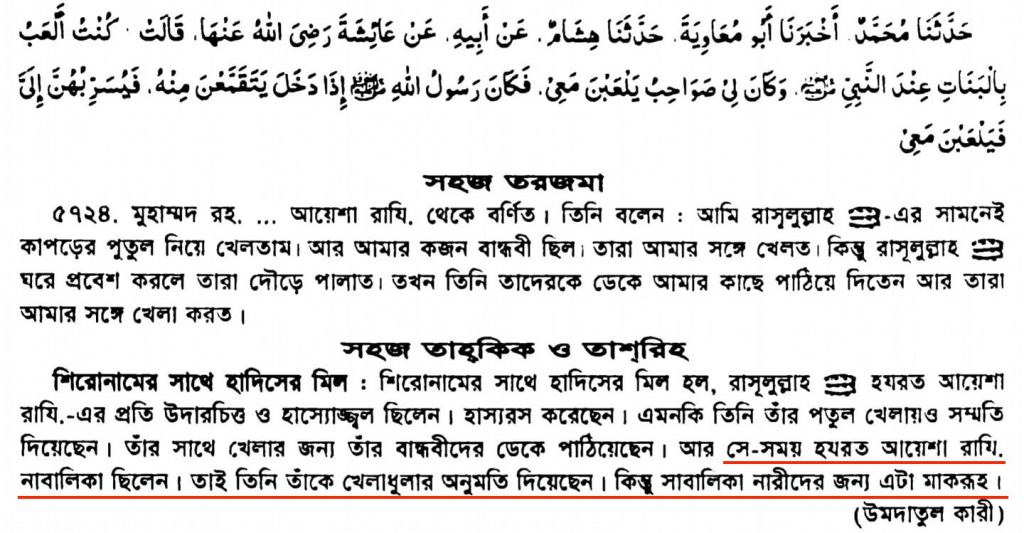 حَدَّثَنَا مُحَمَّدٌ، أَخْبَرَنَا أَبُو مُعَاوِيَةَ، حَدَّثَنَا هِشَامٌ، عَنْ أَبِيهِ، عَنْ عَائِشَةَ رَضِىَ اللّٰهُ عَنْهَا، قَالَتْ كُنْتُ أَلْعَبُ
بِالْبَنَاتِ عِنْدَ النَّبِيِّ ﷺ، وَكَانَ لِيْ صَوَاحِبُ يَلْعَبْنَ مَعِيْ، فَكَانَ رَسُولُ اللّٰهِ ﷺ إِذَا دَخَلَ يَتَقَمَّعْنَ مِنْهُ، فَيُسَرِّبُهُنَّ إِلَىَّ
فَيَلْعَبْنَ مَعِيْ
সহজ তরজমা
৫৭২৪. মুহাম্মদ রহ. ... আয়েশা রাযি. থেকে বর্ণিত। তিনি বলেন : আমি রাসূলুল্লাহ ﷺ-এর সামনেই
কাপড়ের পুতুল নিয়ে খেলতাম। আর আমার কজন বান্ধবী ছিল। তারা আমার সঙ্গে খেলত। কিন্তু রাসূলুল্লাহ ﷺ
ঘরে প্রবেশ করলে তারা দৌড়ে পালাত। তখন তিনি তাদেরকে ডেকে আমার কাছে পাঠিয়ে দিতেন আর তারা
আমার সঙ্গে খেলা করত।
সহজ তাহ্কিক ও তাশ্রিহ
শিরোনামের সাথে হাদিসের মিল : শিরোনামের সাথে হাদিসের মিল হল, রাসূলুল্লাহ ﷺ হযরত আয়েশা
রাযি.-এর প্রতি উদারচিত্ত ও হাস্যোজ্জ্বল ছিলেন। হাস্যরস করেছেন। এমনকি তিনি তাঁর পতুল খেলায়ও সম্মতি
দিয়েছেন। তাঁর সাথে খেলার জন্য তাঁর বান্ধবীদের ডেকে পাঠিয়েছেন। আর সে-সময় হযরত আয়েশা রাযি.
নাবালিকা ছিলেন। তাই তিনি তাঁকে খেলাধুলার অনুমতি দিয়েছেন। কিন্তু সাবালিকা নারীদের জন্য এটা মাকরূহ।
(উমদাতুল কারী)